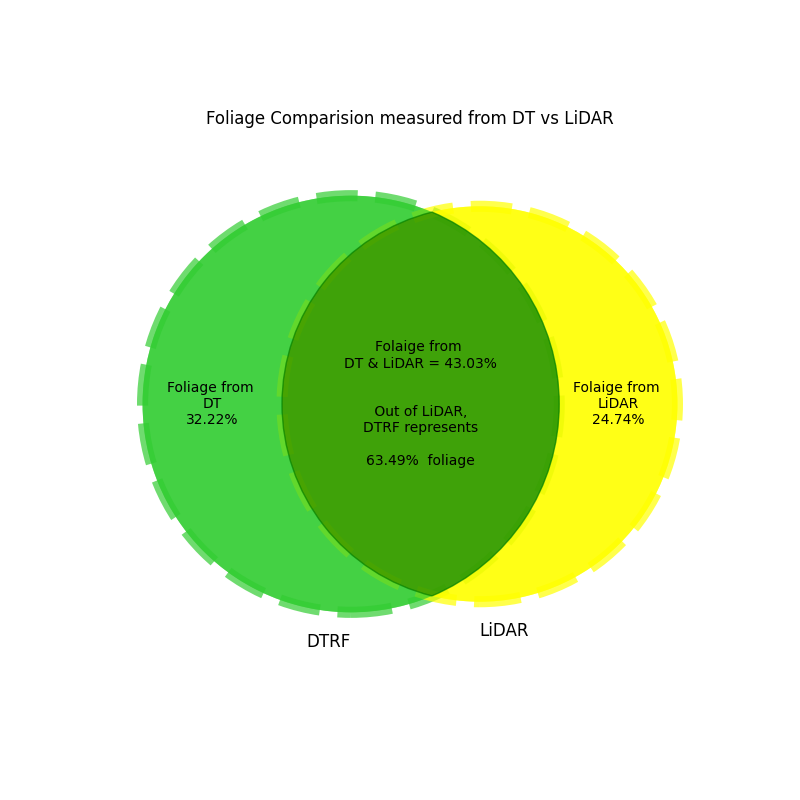 Foliage Comparision measured from DT vs LiDAR
Folaige from
DT & LiDAR = 43.03%
Foliage from
DT
32.22%
Out of LiDAR,
DTRF represents
63.49%  foliage
Folaige from
LiDAR
24.74%
DTRF
LiDAR